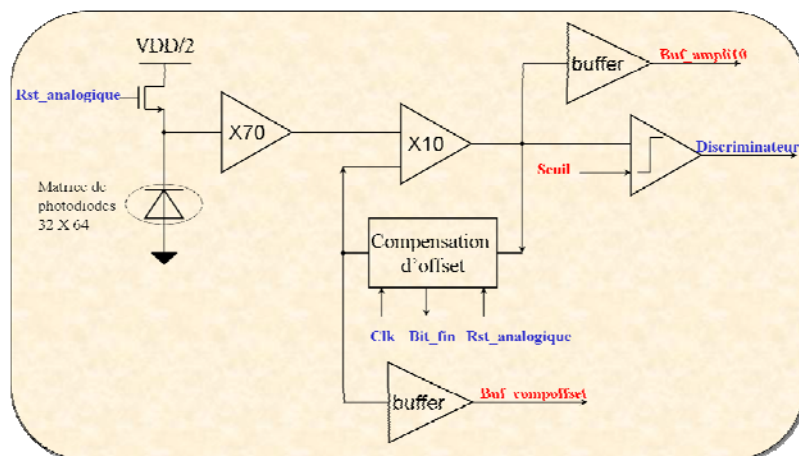 VDD/2
Rst_analogique
X70
X10
buffer
Buf_ampli10
Discriminateur
Seuil
Matrice de
photodiodes
32 X 64
Compensation
d'offset
Clk Bit_fin Rst_analogique
buffer
Buf_compoffset